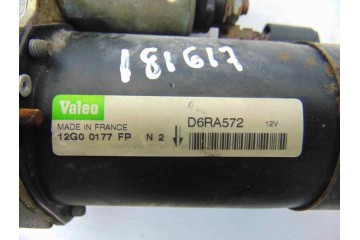 181617
Valeo
MADE IN FRANCE
12G0 0177 FP N 2
D6RA572 12V